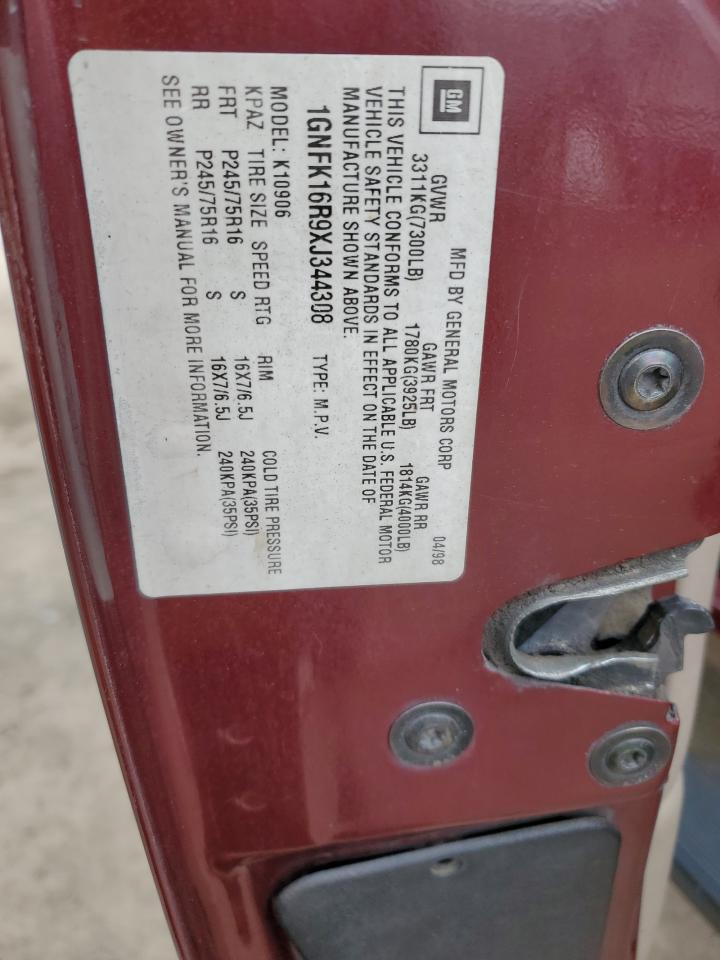 GM
MFD BY GENERAL MOTORS CORP 04/98
GVWR GAWR FRT GAWR RR
3311KG(7300LB) 1780KG(3925LB) 1814KG(4000LB)
THIS VEHICLE CONFORMS TO ALL APPLICABLE U.S. FEDERAL MOTOR
VEHICLE SAFETY STANDARDS IN EFFECT ON THE DATE OF
MANUFACTURE SHOWN ABOVE.
1GNFK16R9XJ344308 TYPE: M.P.V.
MODEL: K10906
KPAZ TIRE SIZE SPEED RTG RIM COLD TIRE PRESSURE
FRT P245/75R16 S 16X7/6.5J 240KPA(35PSI)
RR P245/75R16 S 16X7/6.5J 240KPA(35PSI)
SEE OWNER'S MANUAL FOR MORE INFORMATION.